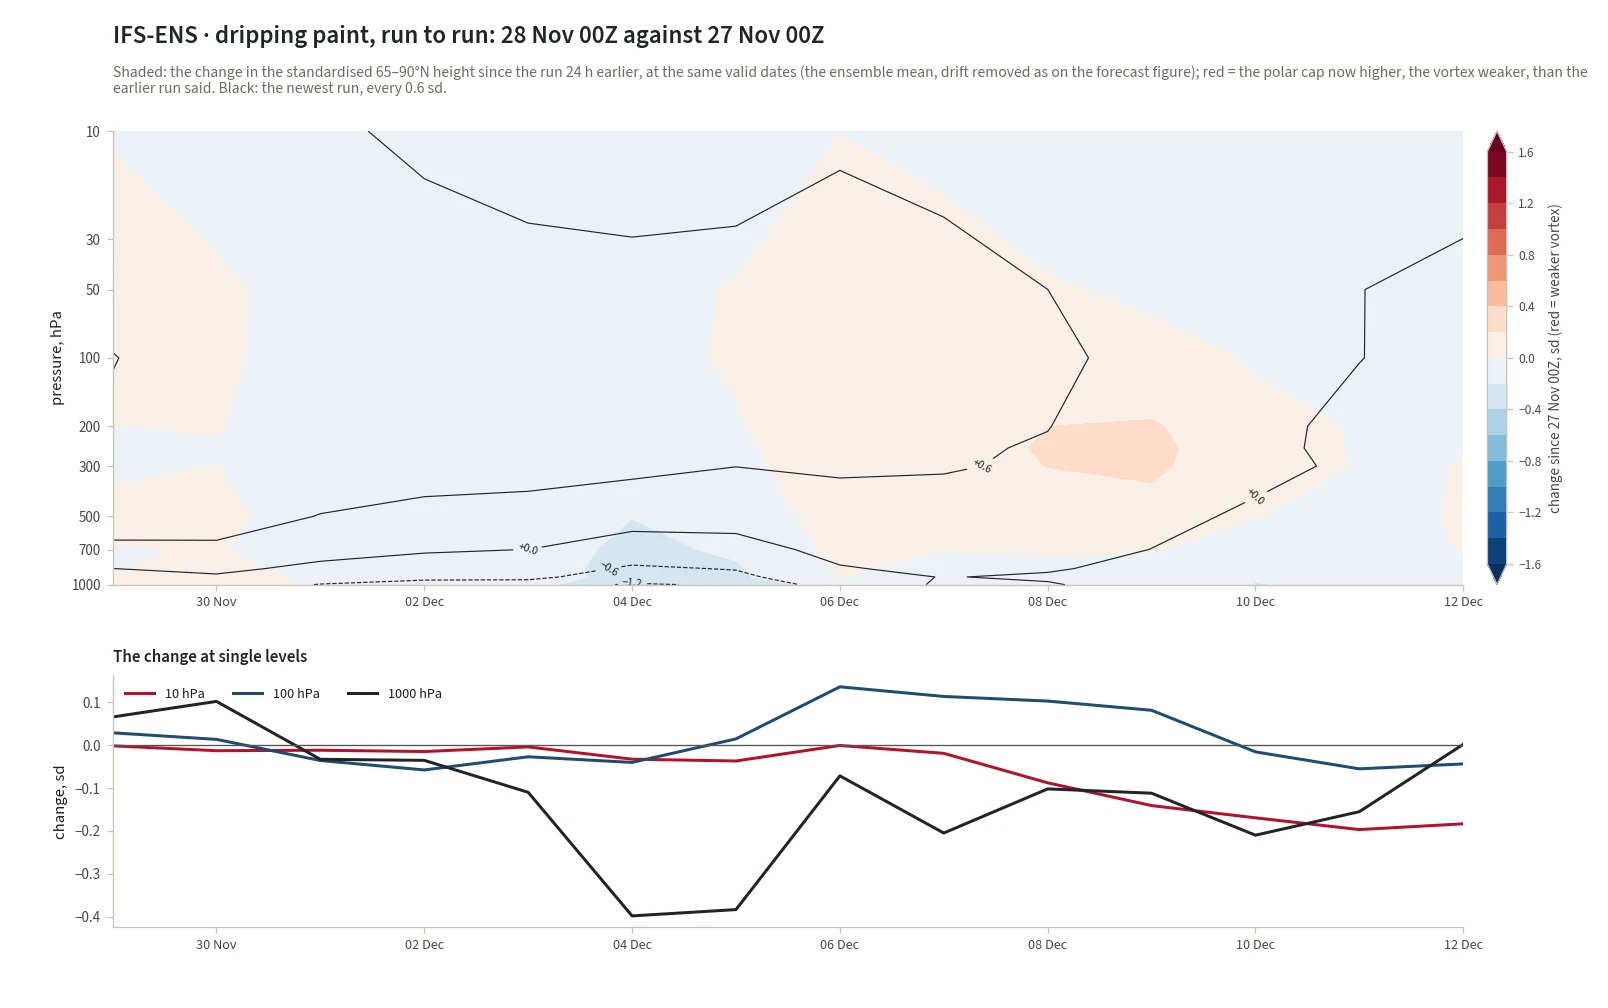 IFS-ENS · dripping paint, run to run: 28 Nov 00Z against 27 Nov 00Z
Shaded: the change in the standardised 65–90°N height since the run 24 h earlier, at the same valid dates (the ensemble mean, drift removed as on the forecast figure); red = the polar cap now higher, the vortex weaker, than the
earlier run said. Black: the newest run, every 0.6 sd.
pressure, hPa
10
30
50
100
200
300
500
700
1000
+0.6
+0.0
+0.0
−0.6
−1.2
30 Nov
02 Dec
04 Dec
06 Dec
08 Dec
10 Dec
12 Dec
1.6
1.2
0.8
0.4
0.0
−0.4
−0.8
−1.2
−1.6
change since 27 Nov 00Z, sd (red = weaker vortex)
The change at single levels
10 hPa
100 hPa
1000 hPa
change, sd
0.1
0.0
−0.1
−0.2
−0.3
−0.4
30 Nov
02 Dec
04 Dec
06 Dec
08 Dec
10 Dec
12 Dec